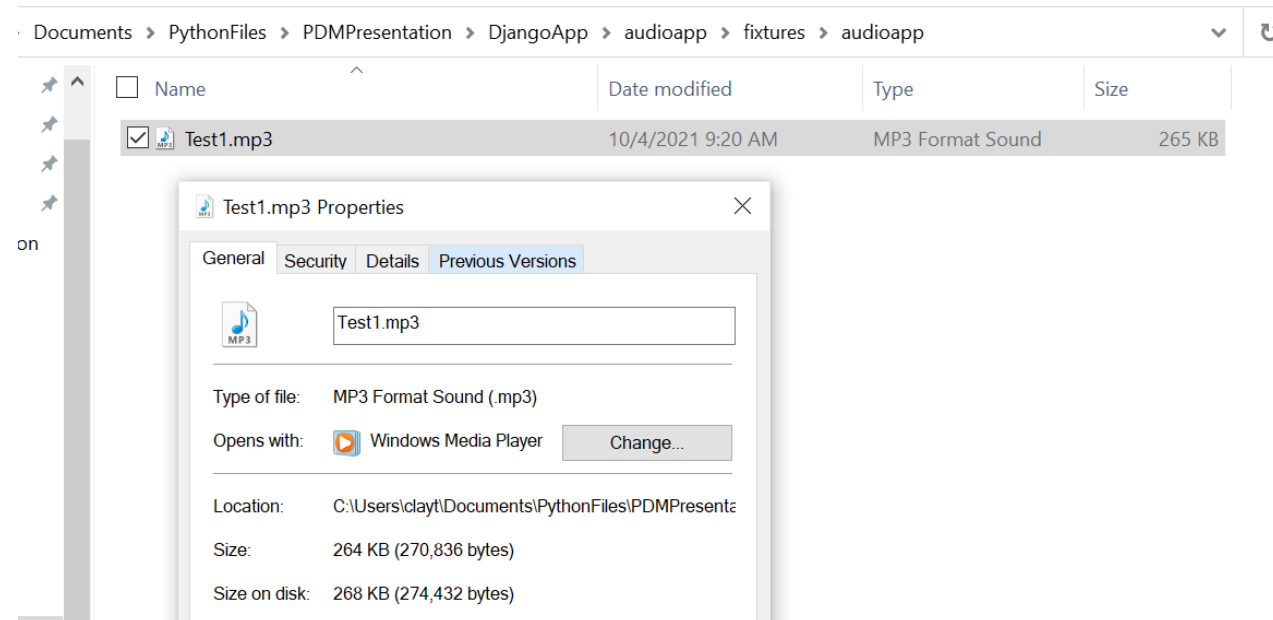 Documents > PythonFiles > PDMPresentation > DjangoApp > audioapp > fixtures > audioapp
Name Date modified Type Size
Test1.mp3 10/4/2021 9:20 AM MP3 Format Sound 265 KB
on
Test1.mp3 Properties
General Security Details Previous Versions
MP3 Test1.mp3
Type of file: MP3 Format Sound (.mp3)
Opens with: Windows Media Player Change...
Location: C:\Users\clayt\Documents\PythonFiles\PDMPresenta
Size: 264 KB (270,836 bytes)
Size on disk: 268 KB (274,432 bytes)